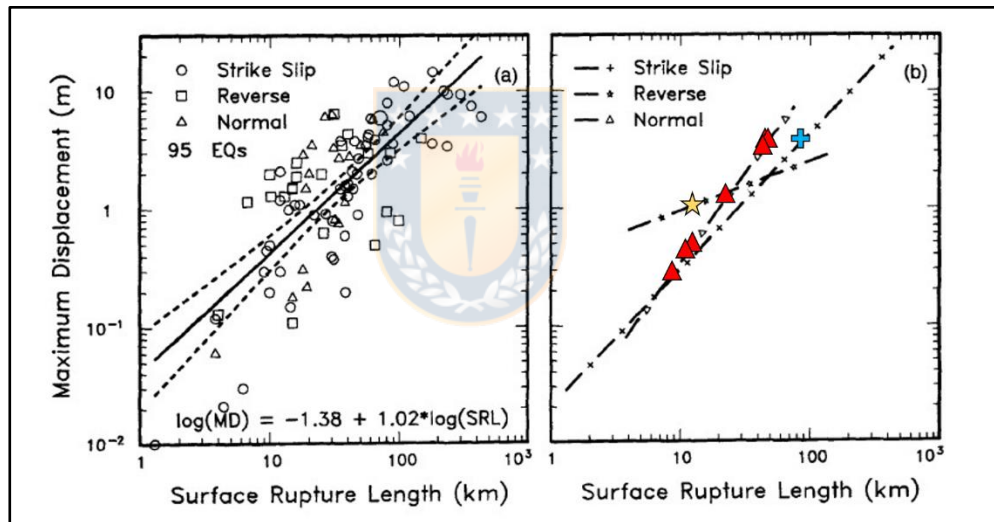 Maximum Displacement (m)
10
1
10⁻¹
10⁻²
○ Strike Slip
□ Reverse
△ Normal
95 EQs
(a)
log(MD) = −1.38 + 1.02*log(SRL)
1 10 100 10³
Surface Rupture Length (km)
Strike Slip
Reverse
Normal
(b)
1 10 100 10³
Surface Rupture Length (km)